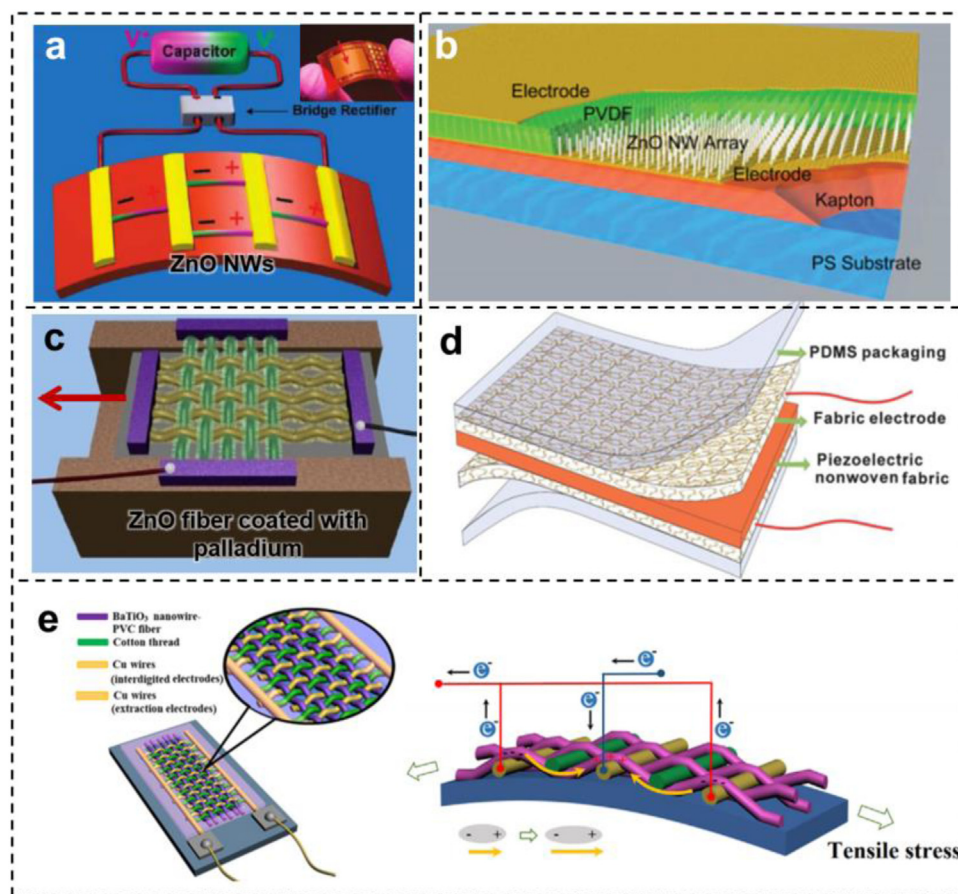 a
V+
V-
Capacitor
Bridge Rectifier
- +
- +
- +
- +
ZnO NWs
b
Electrode
PVDF
ZnO NW Array
Electrode
Kapton
PS Substrate
c
ZnO fiber coated with
palladium
d
PDMS packaging
Fabric electrode
Piezoelectric
nonwoven fabric
e
BaTiO₃ nanowire-
PVC fiber
Cotton thread
Cu wires
(interdigited electrodes)
Cu wires
(extraction electrodes)
e-
e-
e-
e-
e-
- +
- +
Tensile stress